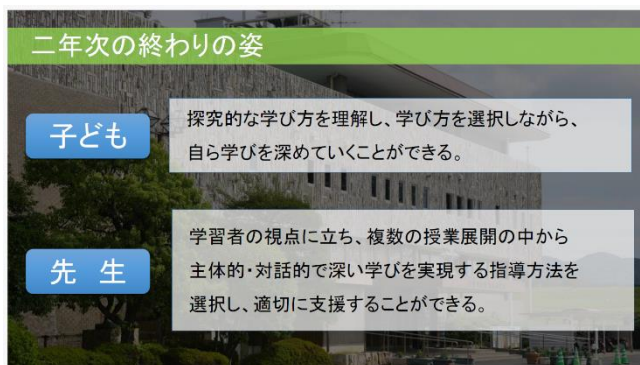 二年次の終わりの姿
子ども
探究的な学び方を理解し、学び方を選択しながら、
自ら学びを深めていくことができる。
先　生
学習者の視点に立ち、複数の授業展開の中から
主体的・対話的で深い学びを実現する指導方法を
選択し、適切に支援することができる。